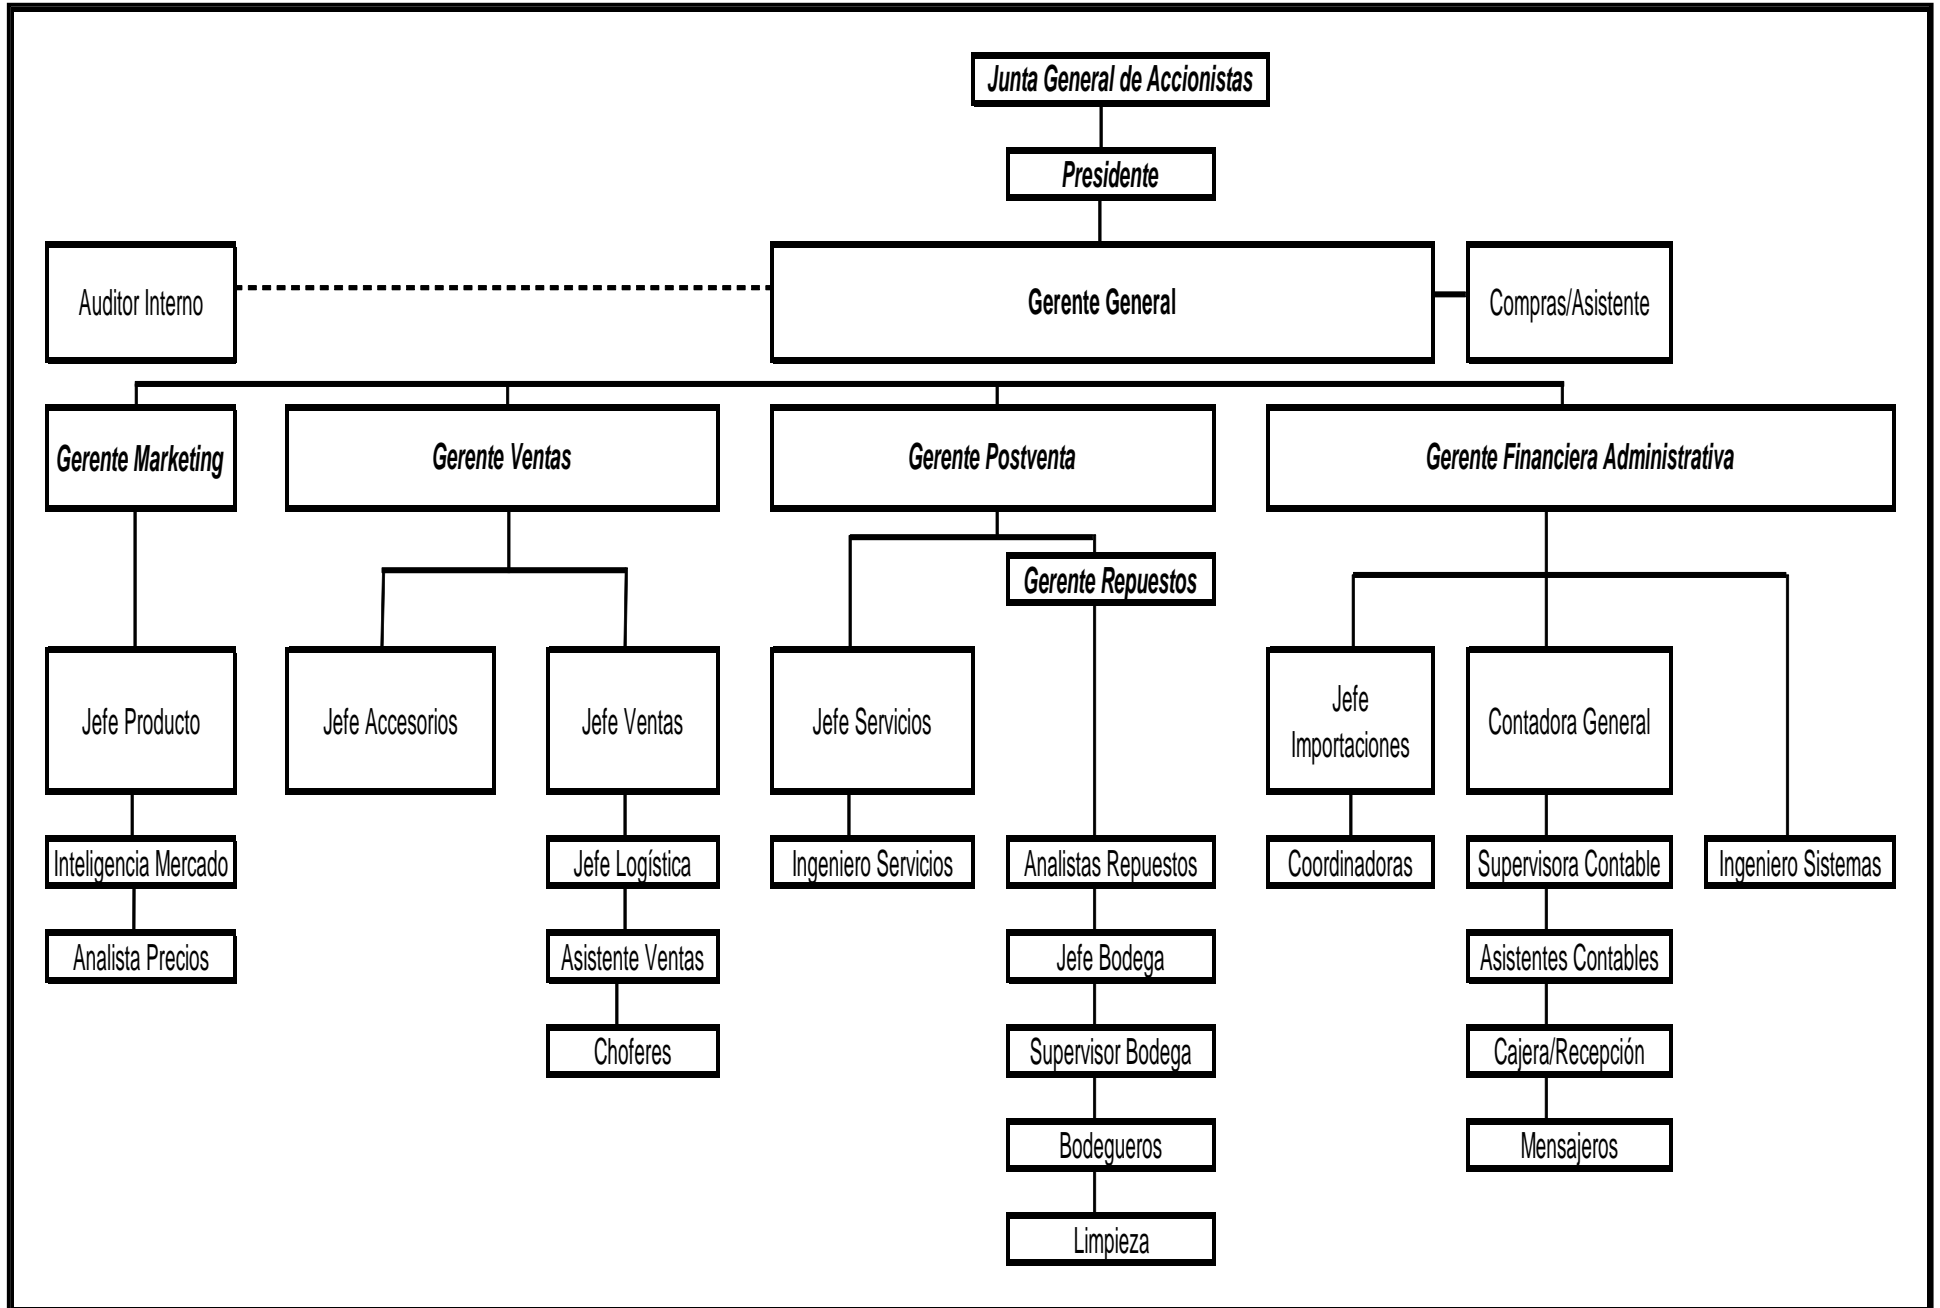 Junta General de Accionistas
Presidente
Auditor Interno
Gerente General
Compras/Asistente
Gerente Marketing
Gerente Ventas
Gerente Postventa
Gerente Financiera Administrativa
Gerente Repuestos
Jefe Producto
Jefe Accesorios
Jefe Ventas
Jefe Servicios
Jefe
Importaciones
Contadora General
Inteligencia Mercado
Jefe Logística
Ingeniero Servicios
Analistas Repuestos
Coordinadoras
Supervisora Contable
Ingeniero Sistemas
Analista Precios
Asistente Ventas
Jefe Bodega
Asistentes Contables
Choferes
Supervisor Bodega
Cajera/Recepción
Bodegueros
Mensajeros
Limpieza